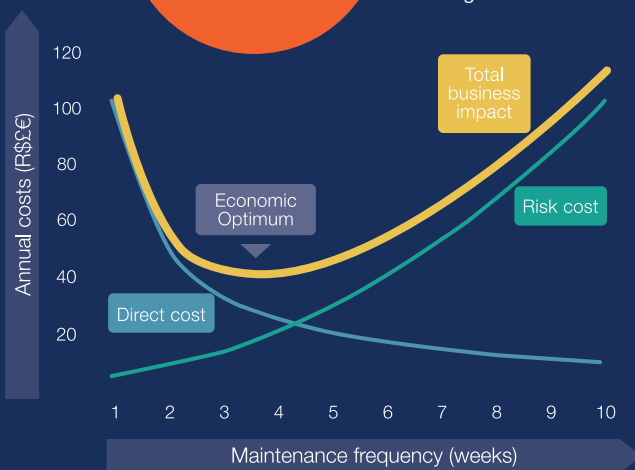 120
100
80
60
40
20
Annual costs (R$£€)
Total
business
impact
Economic
Optimum
Risk cost
Direct cost
1 2 3 4 5 6 7 8 9 10
Maintenance frequency (weeks)